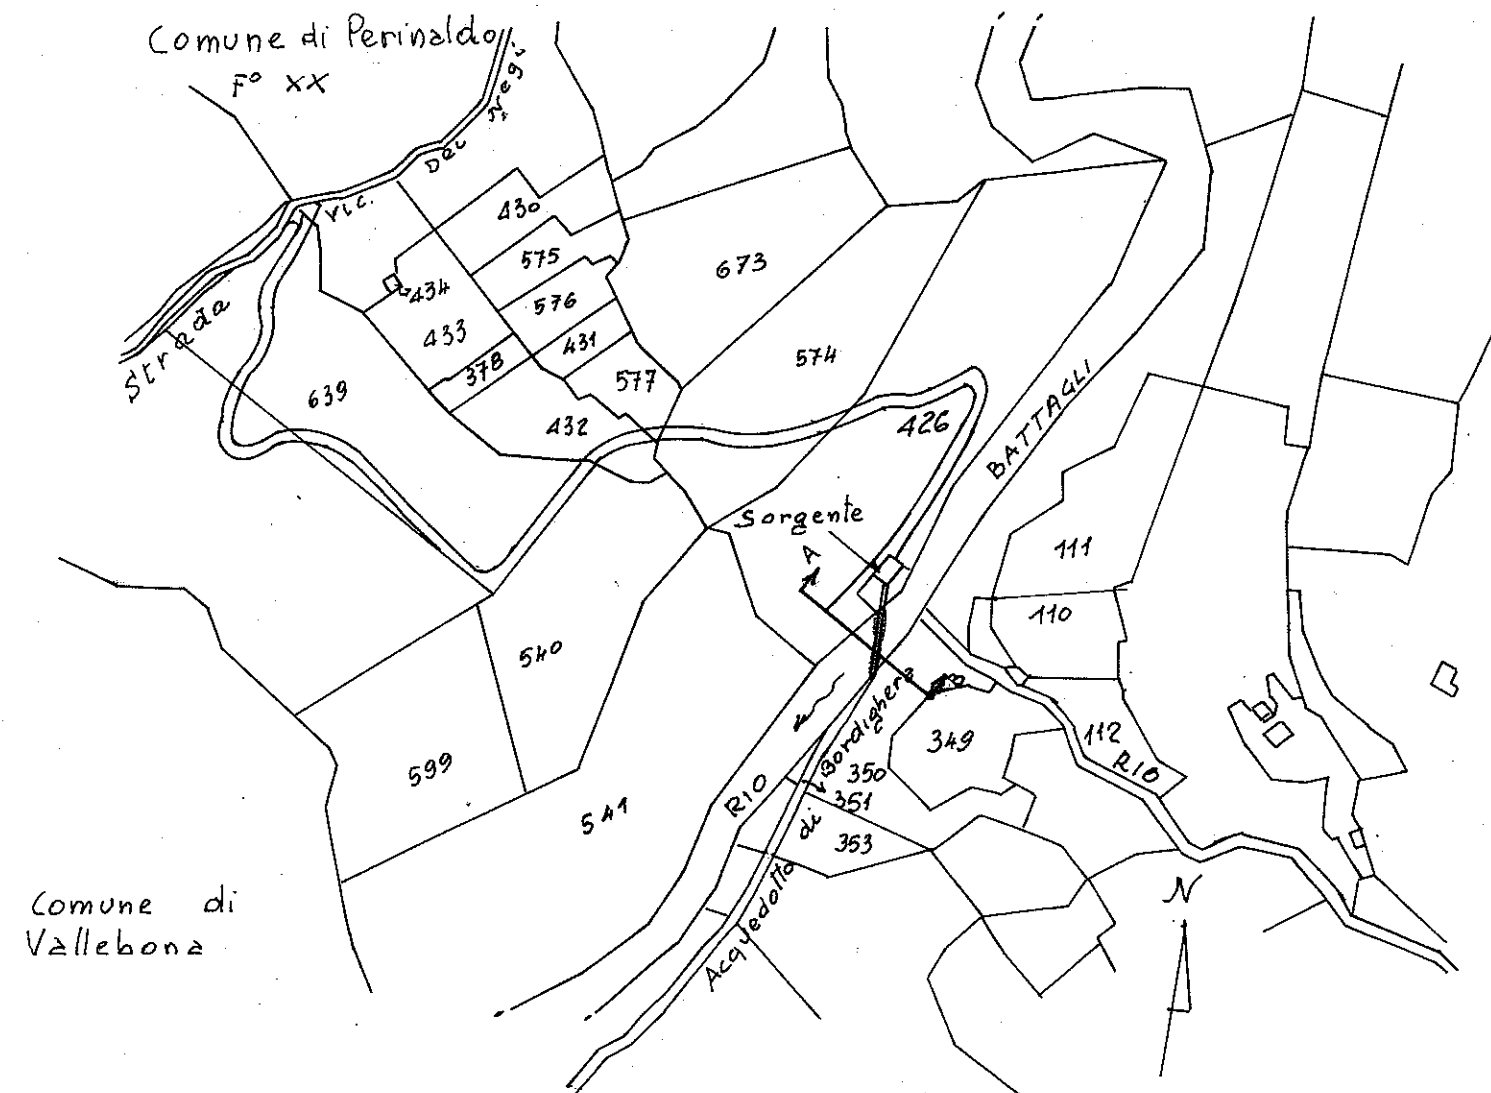 Comune di Perinaldo
F° XX
Strada Vic. Dei Negi
430
575
434
576
433
431
378
577
639
432
673
574
426
BATTAGLI
Sorgente
A
B
111
110
112
RIO
540
599
541
RIO
349
350
351
353
Acquedotto di Bordighera
Comune di
Vallebona
N